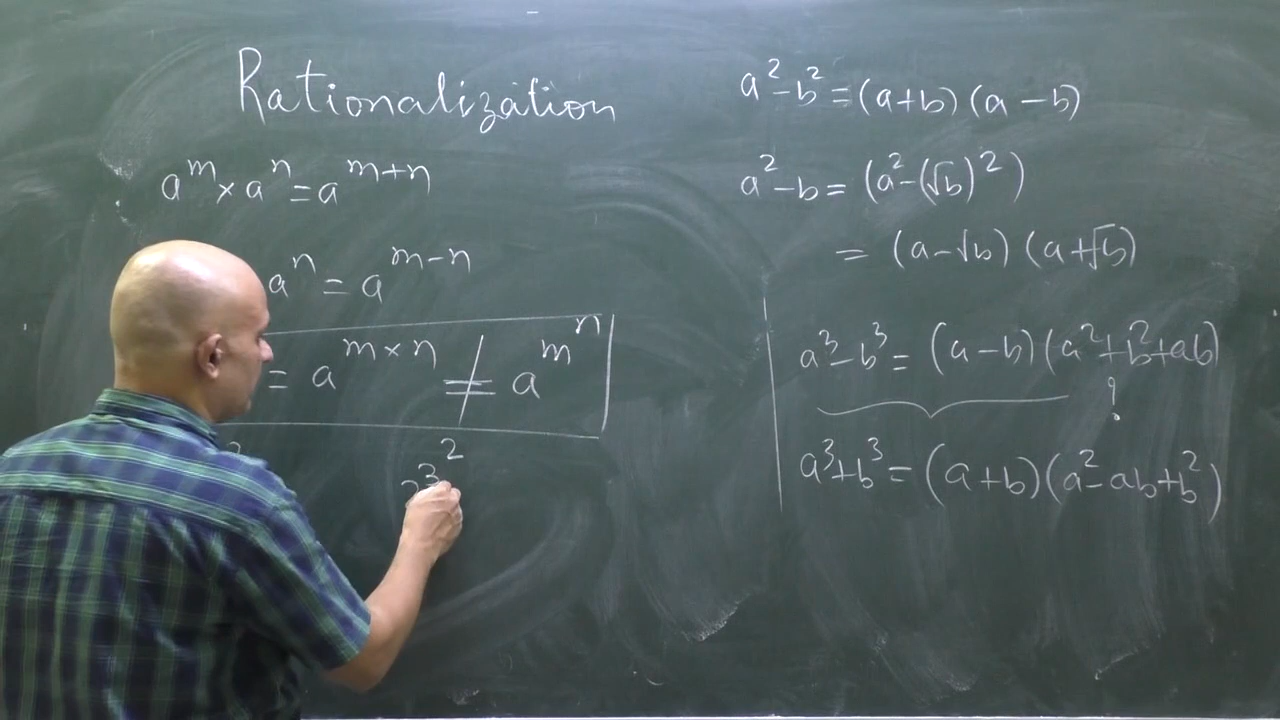 Rationalization
a^m × a^n = a^{m+n}
a^n = a^{m-n}
= a^{m×n} ≠ a^{m^n}
2
3^2
a^2-b^2 = (a+b) (a-b)
a^2-b = (a^2-(√b)^2)
= (a-√b) (a+√b)
a^3-b^3 = (a-b)(a^2+b^2+ab)
?
a^3+b^3 = (a+b)(a^2-ab+b^2)